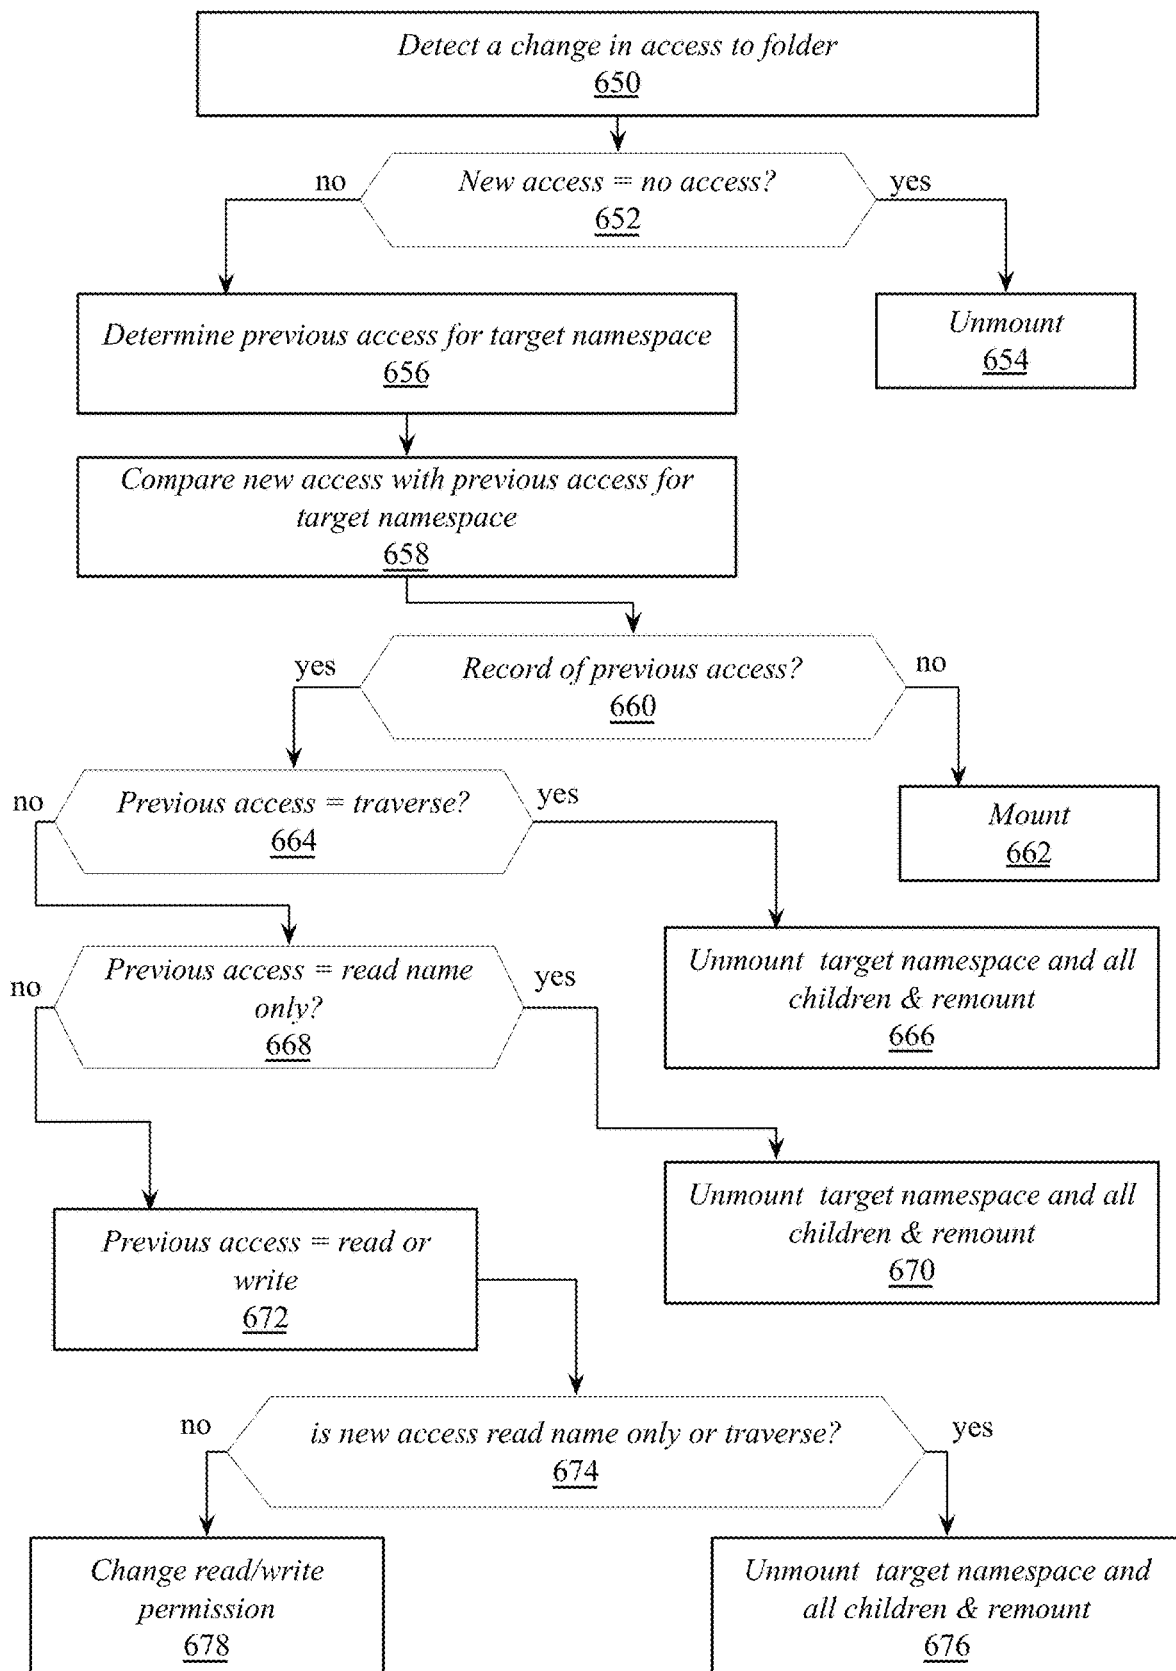 Detect a change in access to folder
650
New access = no access?
652
no
yes
Determine previous access for target namespace
656
Unmount
654
Compare new access with previous access for
target namespace
658
Record of previous access?
660
yes
no
Previous access = traverse?
664
no
yes
Mount
662
Previous access = read name
only?
668
no
yes
Unmount target namespace and all
children & remount
666
Unmount target namespace and all
children & remount
670
Previous access = read or
write
672
is new access read name only or traverse?
674
no
yes
Change read/write
permission
678
Unmount target namespace and
all children & remount
676